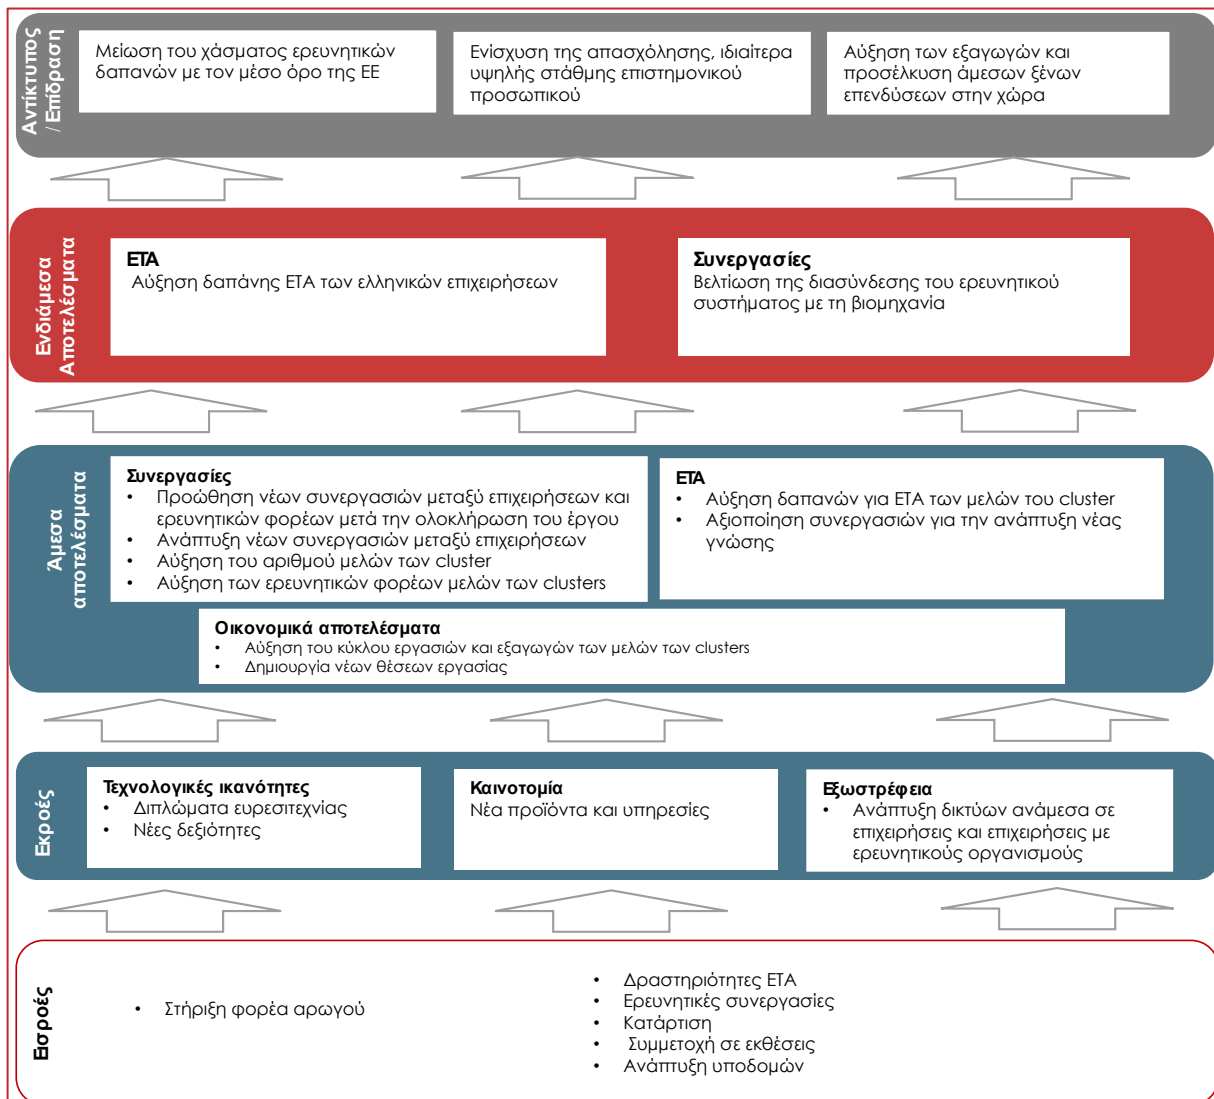 Αντίκτυπος
/ Επίδραση
Μείωση του χάσματος ερευνητικών
δαπανών με τον μέσο όρο της ΕΕ
Ενίσχυση της απασχόλησης, ιδιαίτερα
υψηλής στάθμης επιστημονικού
προσωπικού
Αύξηση των εξαγωγών και
προσέλκυση άμεσων ξένων
επενδύσεων στην χώρα
Ενδιάμεσα
Αποτελέσματα
ΕΤΑ
Αύξηση δαπάνης ΕΤΑ των ελληνικών επιχειρήσεων
Συνεργασίες
Βελτίωση της διασύνδεσης του ερευνητικού
συστήματος με τη βιομηχανία
Άμεσα
αποτελέσματα
Συνεργασίες
• Προώθηση νέων συνεργασιών μεταξύ επιχειρήσεων και
ερευνητικών φορέων μετά την ολοκλήρωση του έργου
• Ανάπτυξη νέων συνεργασιών μεταξύ επιχειρήσεων
• Αύξηση του αριθμού μελών των cluster
• Αύξηση των ερευνητικών φορέων μελών των clusters
ΕΤΑ
• Αύξηση δαπανών για ΕΤΑ των μελών του cluster
• Αξιοποίηση συνεργασιών για την ανάπτυξη νέας
γνώσης
Οικονομικά αποτελέσματα
• Αύξηση του κύκλου εργασιών και εξαγωγών των μελών των clusters
• Δημιουργία νέων θέσεων εργασίας
Εκροές
Τεχνολογικές ικανότητες
• Διπλώματα ευρεσιτεχνίας
• Νέες δεξιότητες
Καινοτομία
Νέα προϊόντα και υπηρεσίες
Εξωστρέφεια
• Ανάπτυξη δικτύων ανάμεσα σε
επιχειρήσεις και επιχειρήσεις με
ερευνητικούς οργανισμούς
Εισροές
• Στήριξη φορέα αρωγού
• Δραστηριότητες ΕΤΑ
• Ερευνητικές συνεργασίες
• Κατάρτιση
• Συμμετοχή σε εκθέσεις
• Ανάπτυξη υποδομών